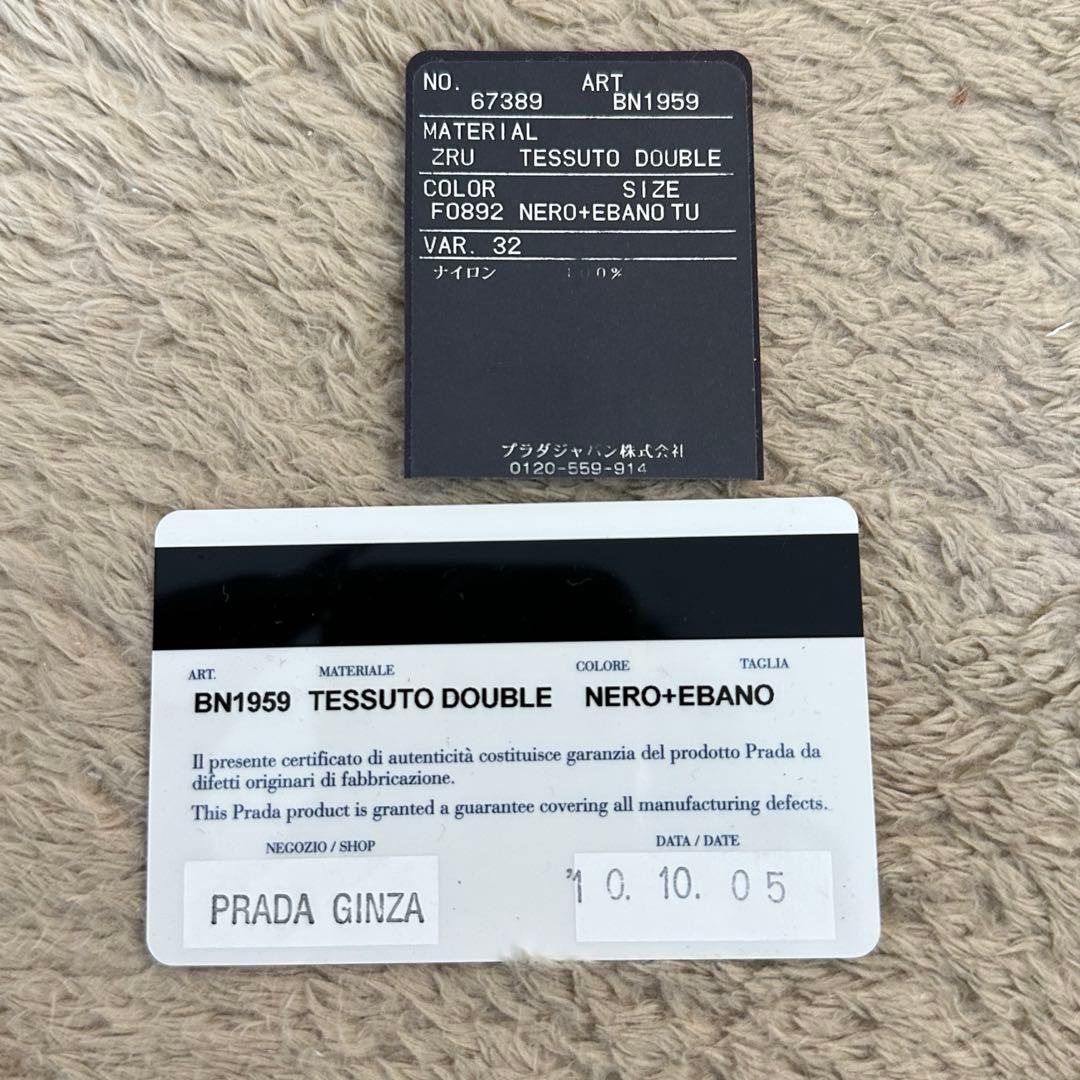 NO. ART
67389 BN1959
MATERIAL
ZRU TESSUTO DOUBLE
COLOR SIZE
F0892 NERO+EBANO TU
VAR. 32
ナイロン 100%
プラダジャパン株式会社
0120-559-914
ART. MATERIALE COLORE TAGLIA
BN1959 TESSUTO DOUBLE NERO+EBANO
Il presente certificato di autenticità costituisce garanzia del prodotto Prada da
difetti originari di fabbricazione.
This Prada product is granted a guarantee covering all manufacturing defects.
NEGOZIO / SHOP DATA / DATE
PRADA GINZA '10. 10. 05